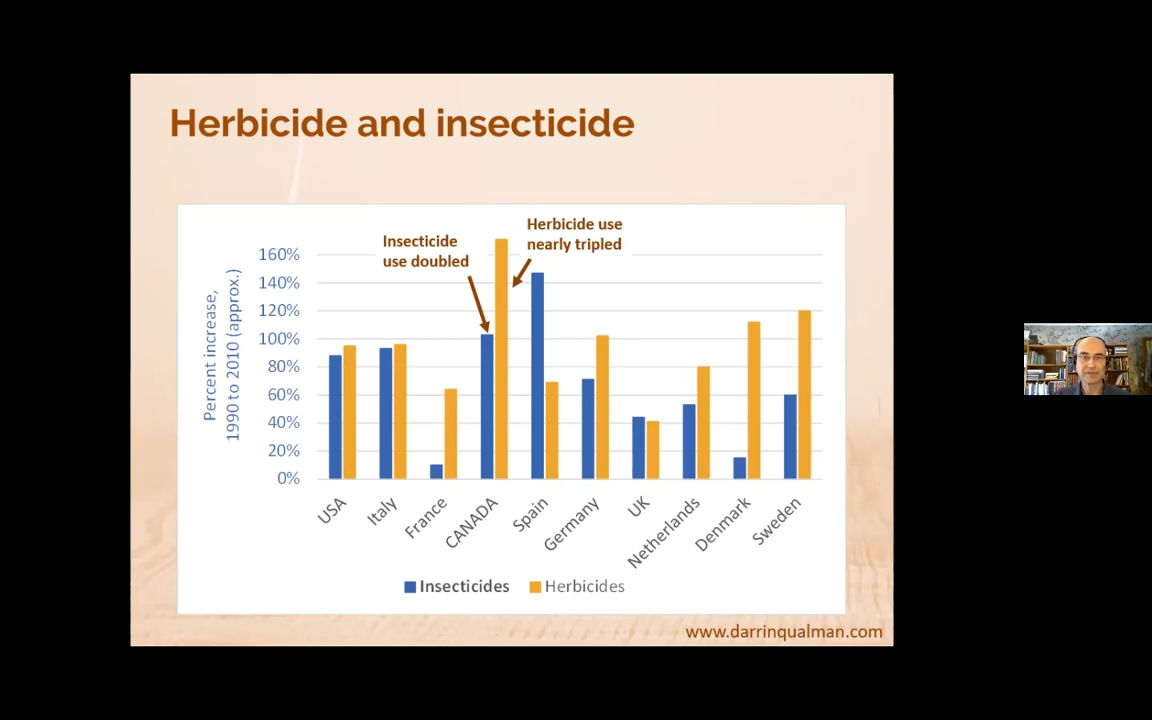 Herbicide and insecticide
Insecticide
use doubled
Herbicide use
nearly tripled
Percent increase,
1990 to 2010 (approx.)
160%
140%
120%
100%
80%
60%
40%
20%
0%
USA
Italy
France
CANADA
Spain
Germany
UK
Netherlands
Denmark
Sweden
Insecticides Herbicides
www.darrinqualman.com